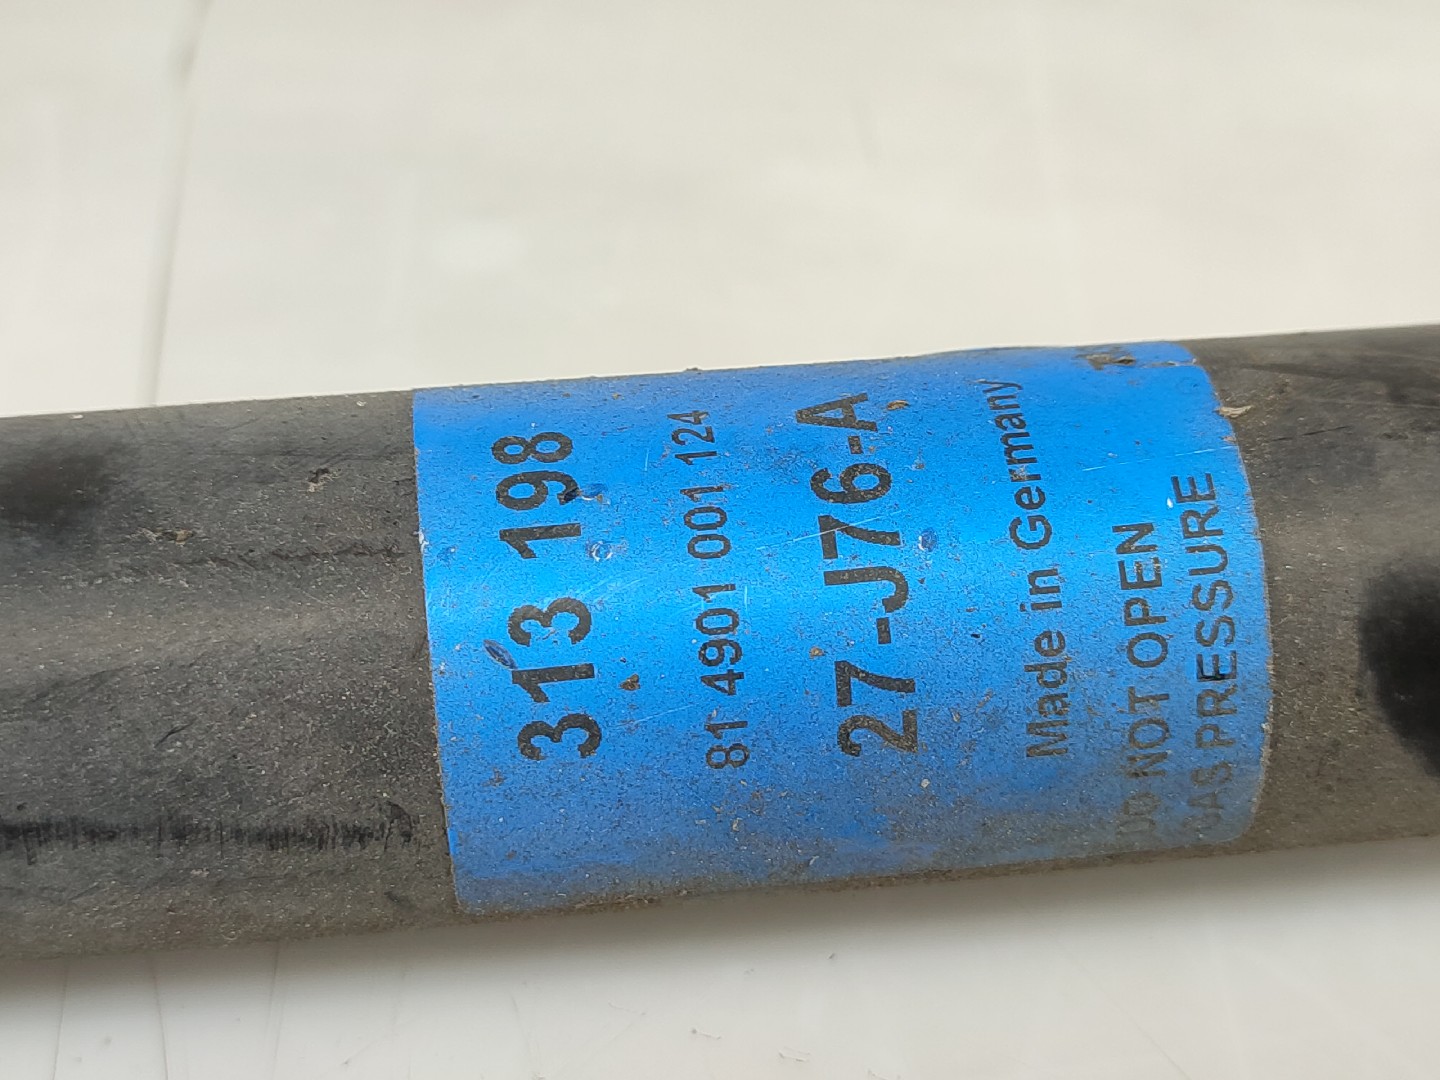 313 198
81 4901 001 124
27-J76-A
Made in Germany
DO NOT OPEN
GAS PRESSURE